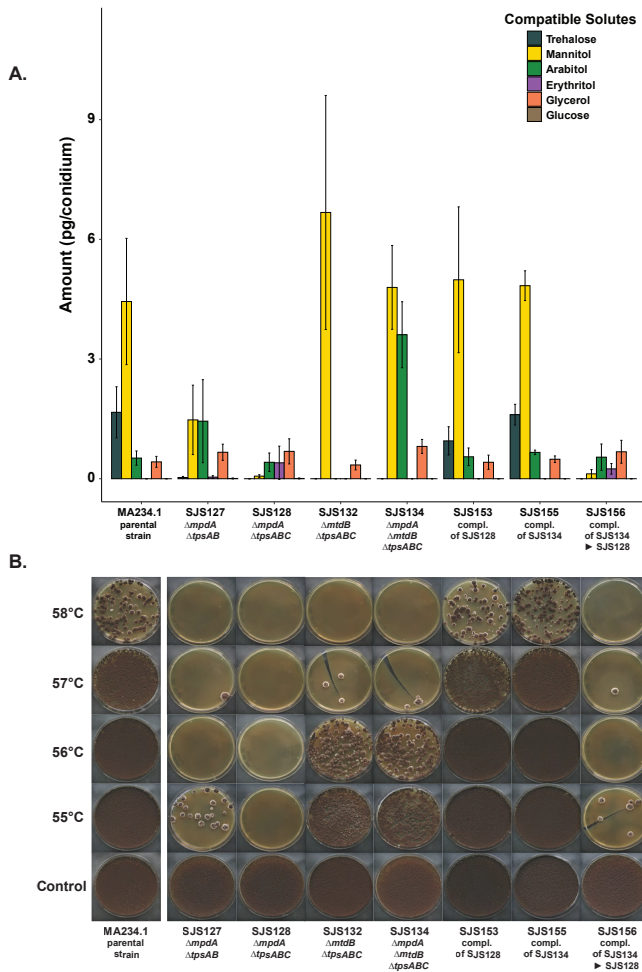 Compatible Solutes
Trehalose
Mannitol
Arabitol
Erythritol
Glycerol
Glucose
A.
Amount (pg/conidium)
9
6
3
0
MA234.1
parental
strain
SJS127
ΔmpdA
ΔtpsAB
SJS128
ΔmpdA
ΔtpsABC
SJS132
ΔmtdB
ΔtpsABC
SJS134
ΔmpdA
ΔmtdB
ΔtpsABC
SJS153
compl.
of SJS128
SJS155
compl.
of SJS134
SJS156
compl.
of SJS134
► SJS128
B.
58°C
57°C
56°C
55°C
Control
MA234.1
parental
strain
SJS127
ΔmpdA
ΔtpsAB
SJS128
ΔmpdA
ΔtpsABC
SJS132
ΔmtdB
ΔtpsABC
SJS134
ΔmpdA
ΔmtdB
ΔtpsABC
SJS153
compl.
of SJS128
SJS155
compl.
of SJS134
SJS156
compl.
of SJS134
► SJS128